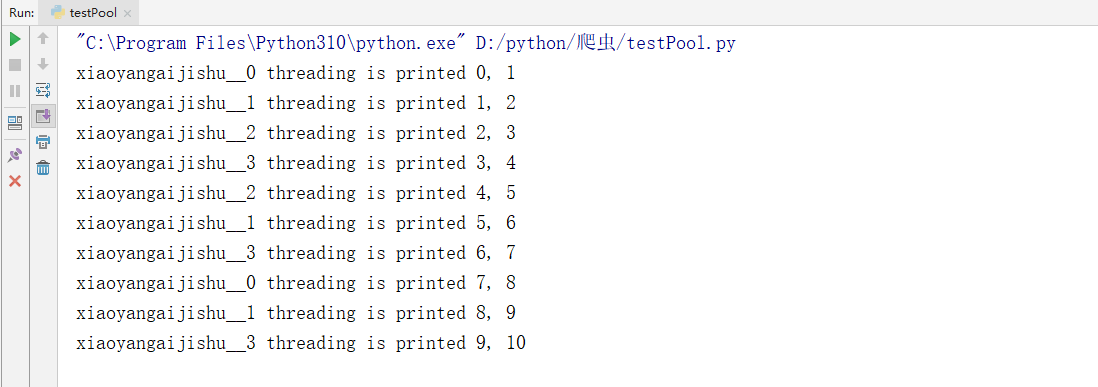 Run: testPool
"C:\Program Files\Python310\python.exe" D:/python/爬虫/testPool.py
xiaoyangaijishu__0 threading is printed 0, 1
xiaoyangaijishu__1 threading is printed 1, 2
xiaoyangaijishu__2 threading is printed 2, 3
xiaoyangaijishu__3 threading is printed 3, 4
xiaoyangaijishu__2 threading is printed 4, 5
xiaoyangaijishu__1 threading is printed 5, 6
xiaoyangaijishu__3 threading is printed 6, 7
xiaoyangaijishu__0 threading is printed 7, 8
xiaoyangaijishu__1 threading is printed 8, 9
xiaoyangaijishu__3 threading is printed 9, 10